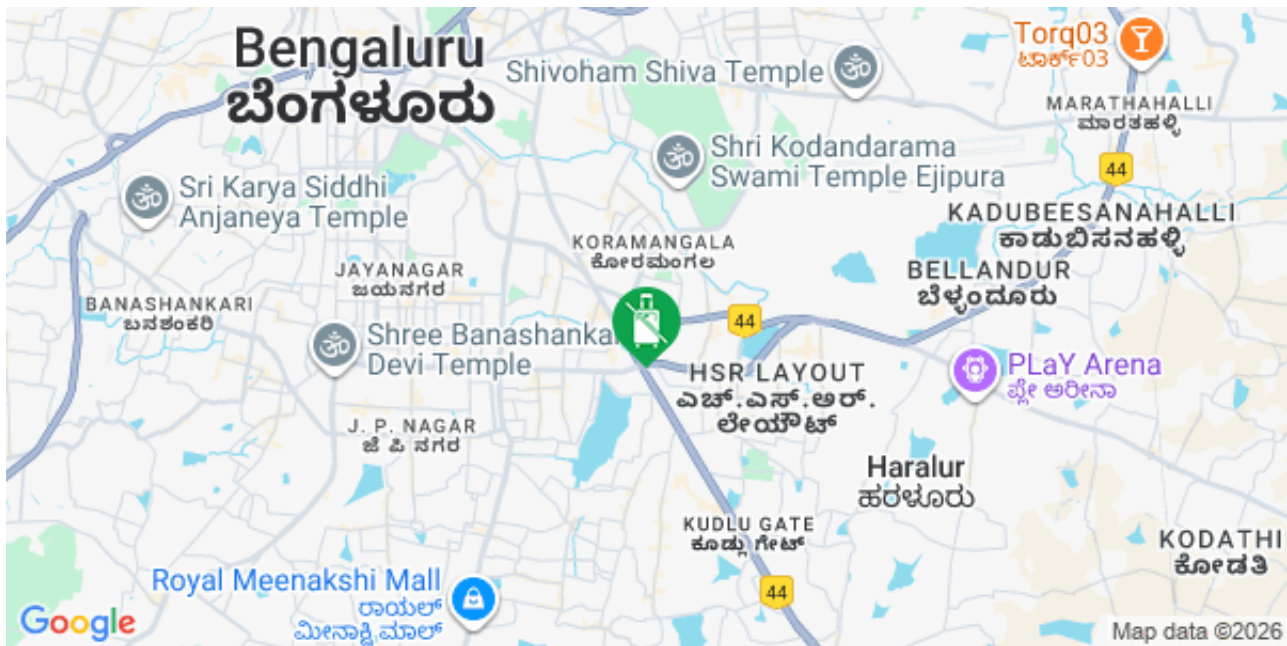 Bengaluru
ಬೆಂಗಳೂರು
Torq03
ಟಾರ್ಕ್03
Shivoham Shiva Temple
MARATHAHALLI
ಮಾರತಹಳ್ಳಿ
Shri Kodandarama
Swami Temple Ejipura
44
Sri Karya Siddhi
Anjaneya Temple
KADUBEESANAHALLI
ಕಾಡುಬಿಸನಹಳ್ಳಿ
KORAMANGALA
ಕೋರಮಂಗಲ
JAYANAGAR
ಜಯನಗರ
BELLANDUR
ಬೆಳ್ಳಂದೂರು
BANASHANKARI
ಬನಶಂಕರಿ
44
Shree Banashankar
Devi Temple
HSR LAYOUT
ಎಚ್.ಎಸ್.ಆರ್.
ಲೇಯೌಟ್
PLaY Arena
ಪ್ಲೇ ಅರೀನಾ
J. P. NAGAR
ಜೆ ಪಿ ನಗರ
Haralur
ಹರಳೂರು
KUDLU GATE
ಕೂಡ್ಲು ಗೇಟ್
KODATHI
ಕೋಡತಿ
Royal Meenakshi Mall
ರಾಯಲ್
ಮೀನಾಕ್ಷಿ ಮಾಲ್
44
Google
Map data ©2026